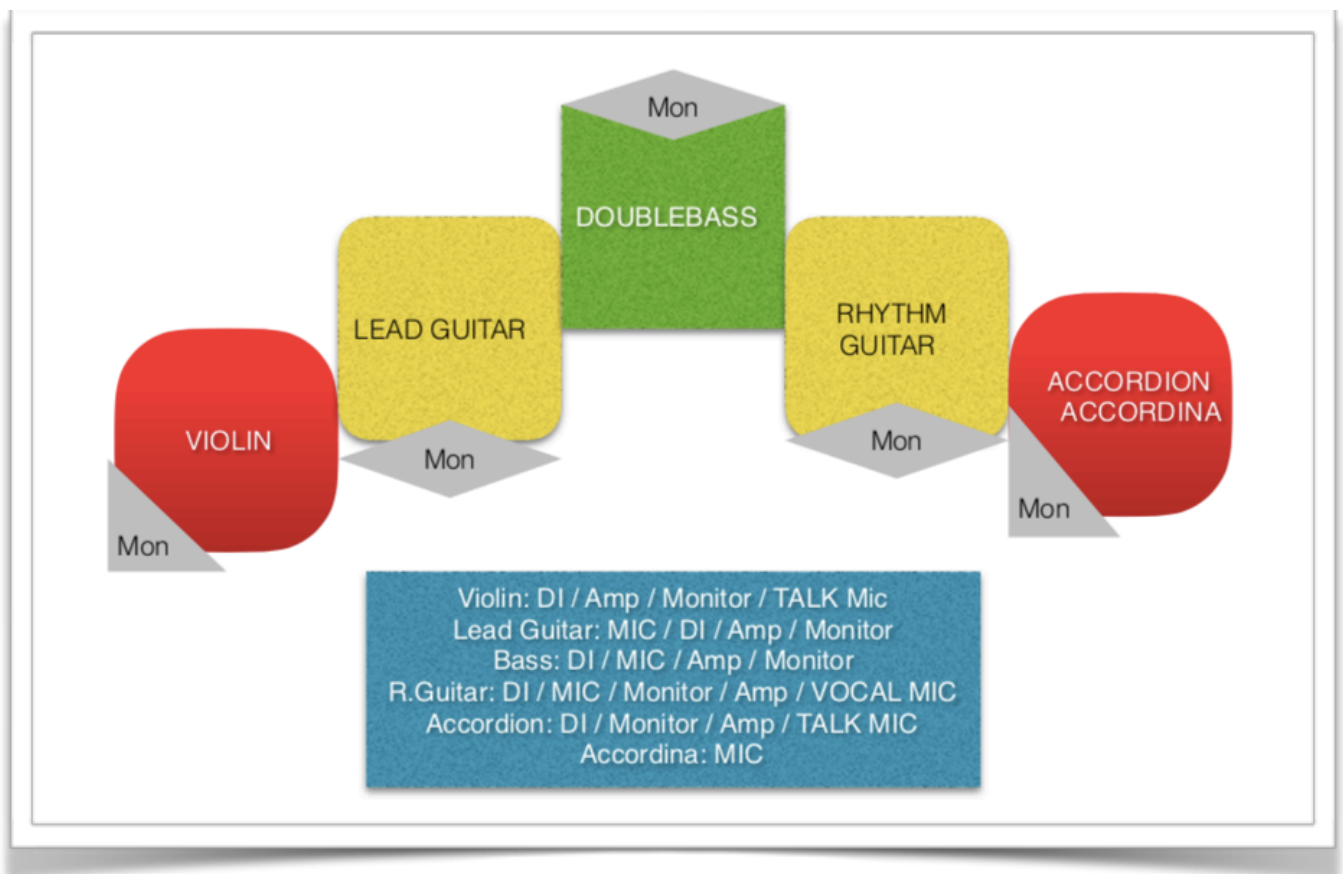 Mon
DOUBLEBASS
LEAD GUITAR
Mon
RHYTHM
GUITAR
Mon
VIOLIN
Mon
ACCORDION
ACCORDINA
Mon
Violin: DI / Amp / Monitor / TALK Mic
Lead Guitar: MIC / DI / Amp / Monitor
Bass: DI / MIC / Amp / Monitor
R.Guitar: DI / MIC / Monitor / Amp / VOCAL MIC
Accordion: DI / Monitor / Amp / TALK MIC
Accordina: MIC